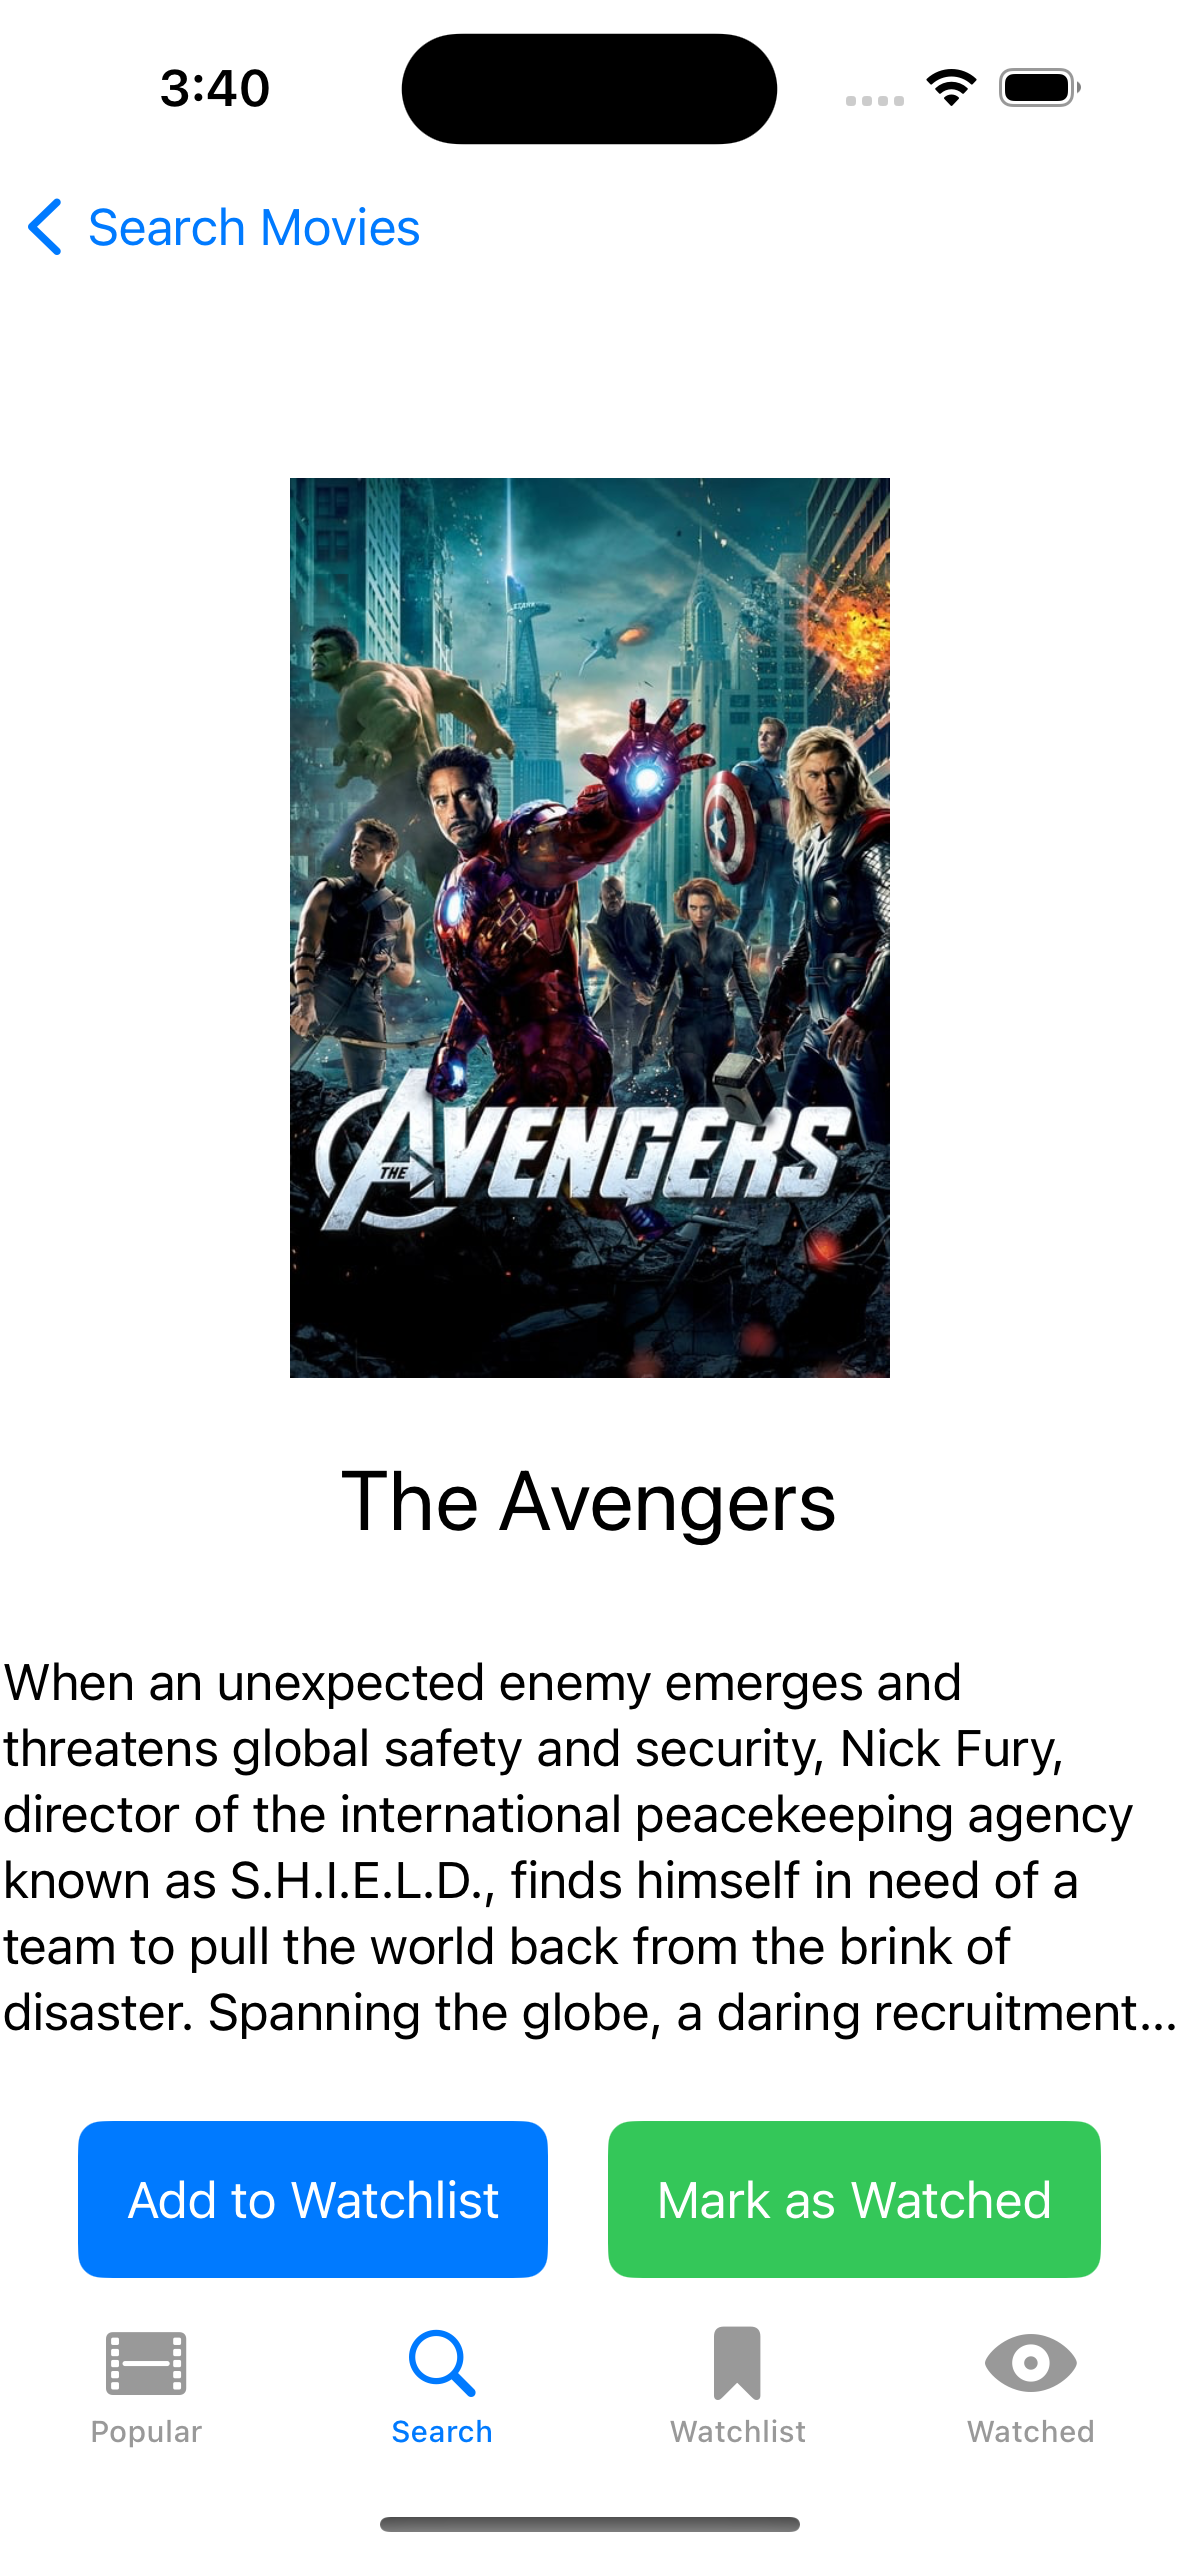 3:40
Search Movies
STARK
THE
AVENGERS
The Avengers
When an unexpected enemy emerges and
threatens global safety and security, Nick Fury,
director of the international peacekeeping agency
known as S.H.I.E.L.D., finds himself in need of a
team to pull the world back from the brink of
disaster. Spanning the globe, a daring recruitment...
Add to Watchlist
Mark as Watched
Popular
Search
Watchlist
Watched